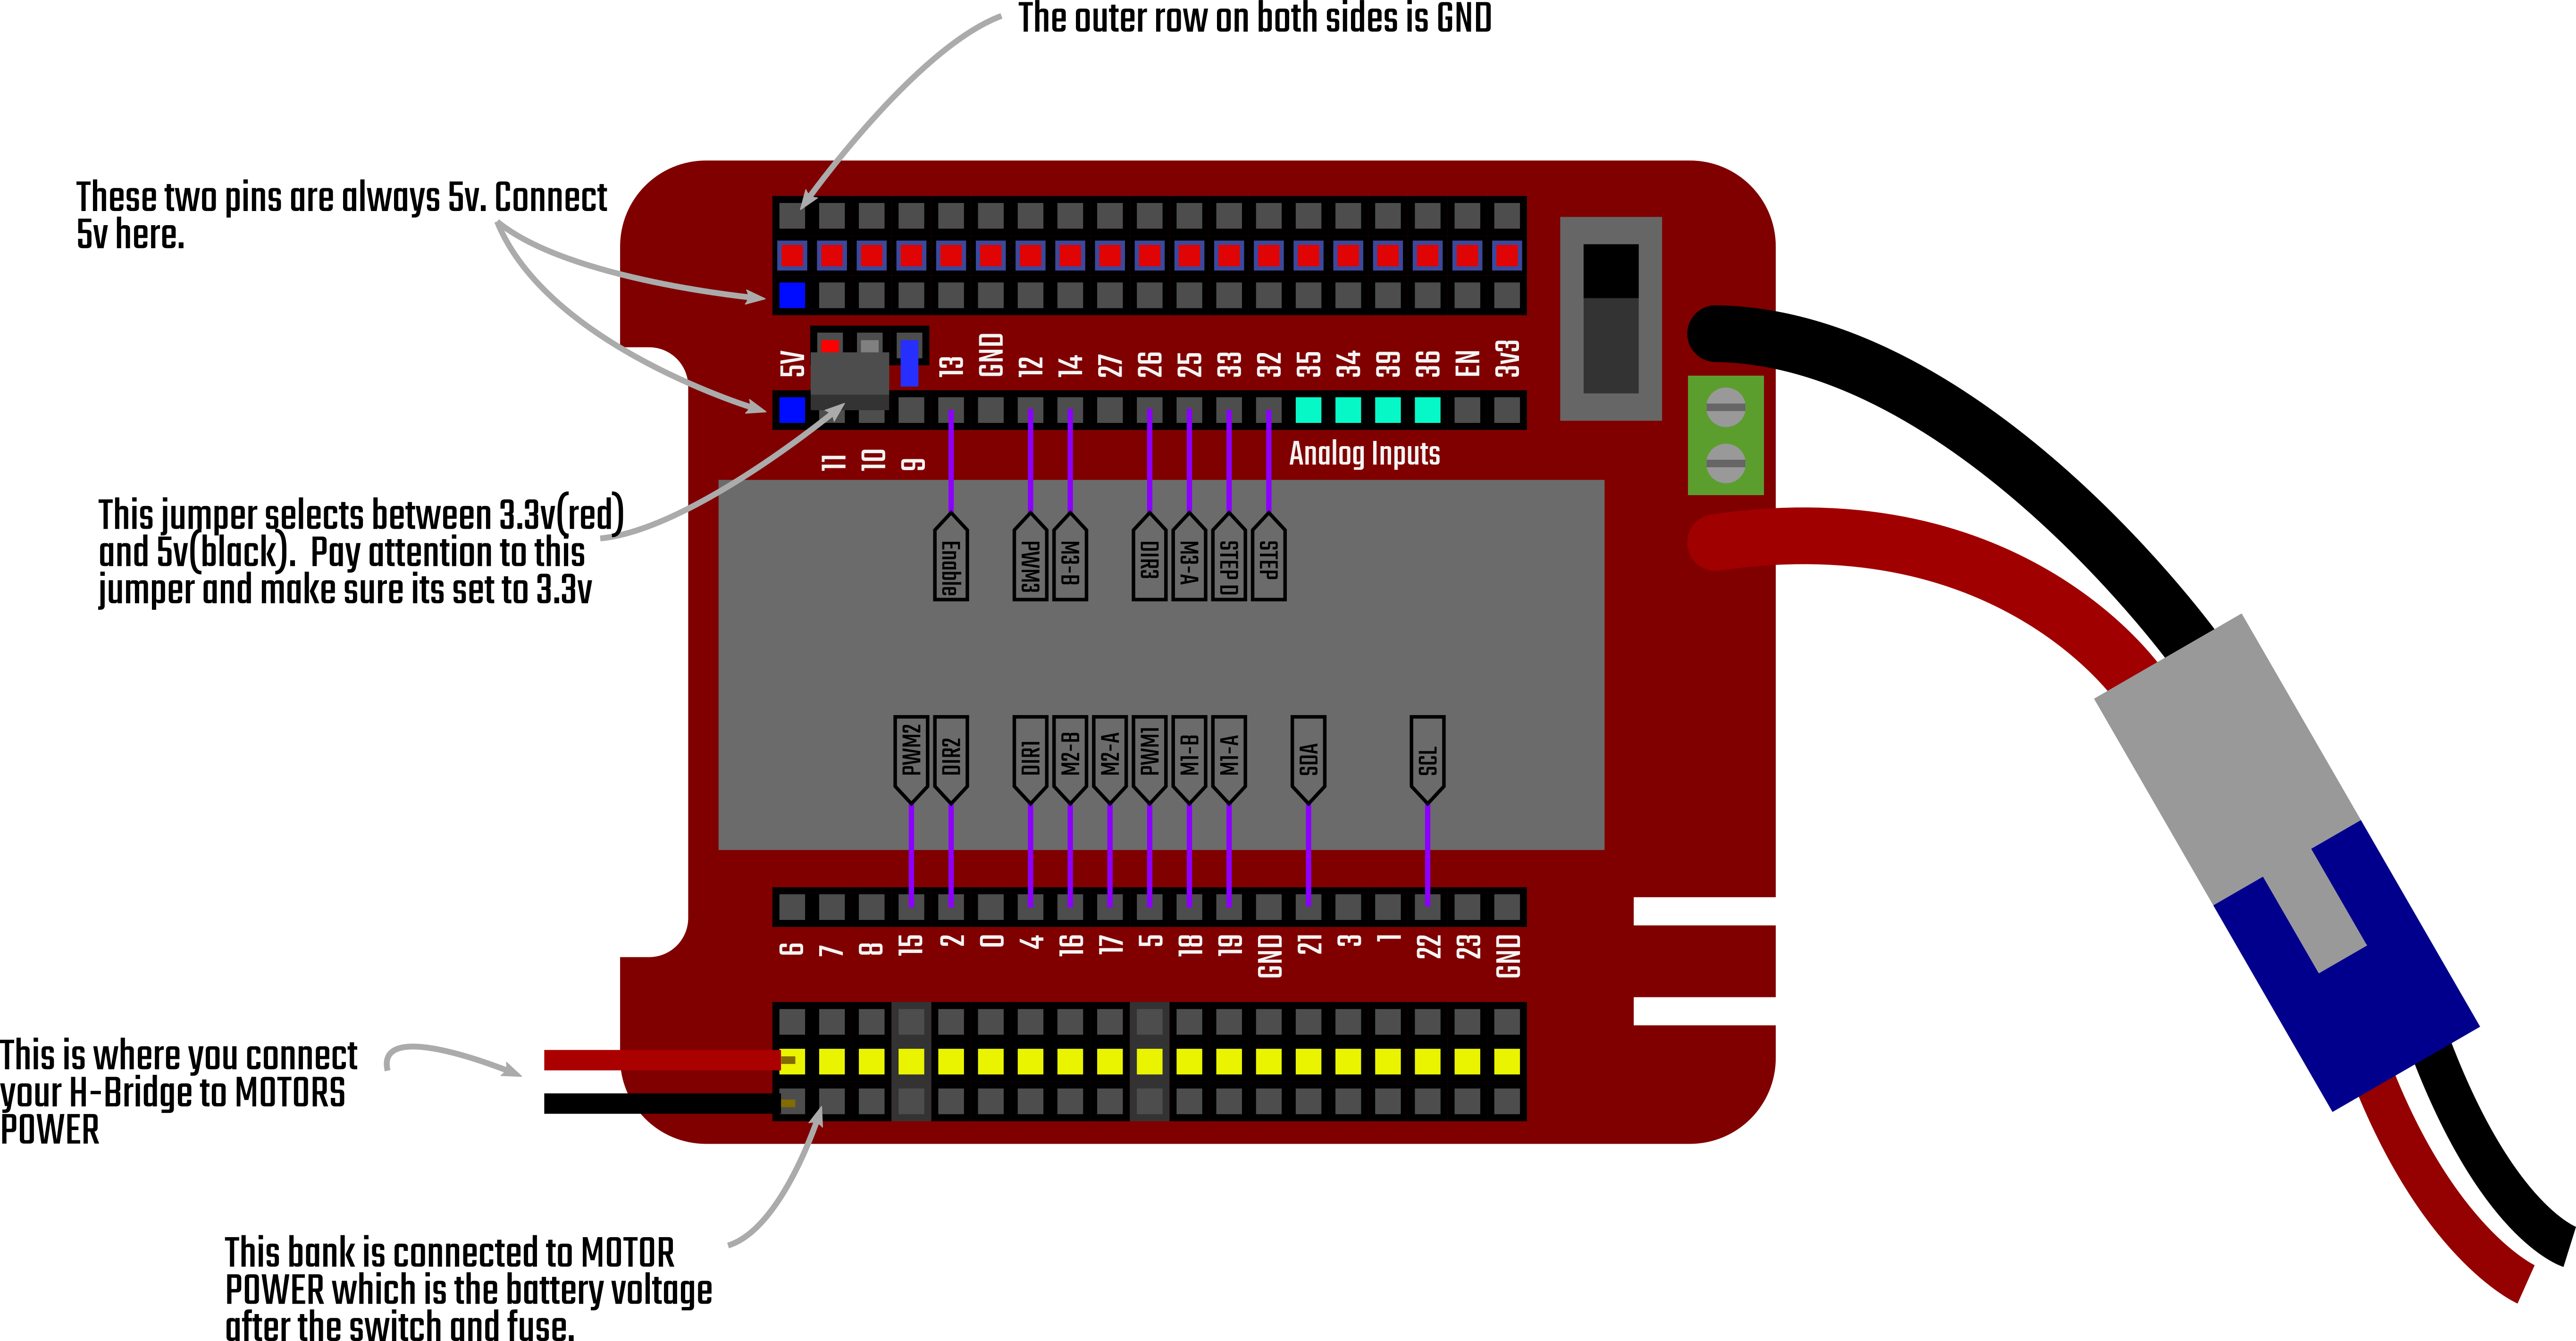 The outer row on both sides is GND
These two pins are always 5v. Connect
5v here.
5V
13
GND
12
14
27
26
25
33
32
35
34
39
36
EN
3v3
11
10
9
Analog Inputs
This jumper selects between 3.3v(red)
and 5v(black).  Pay attention to this
jumper and make sure its set to 3.3v
Enable
PWM3
M3-B
DIR3
M3-A
STEP D
STEP
PWM2
DIR2
DIR1
M2-B
M2-A
PWM1
M1-B
M1-A
SDA
SCL
6
7
8
15
2
0
4
16
17
5
18
19
GND
21
3
1
22
23
GND
This is where you connect
your H-Bridge to MOTORS
POWER
This bank is connected to MOTOR
POWER which is the battery voltage
after the switch and fuse.